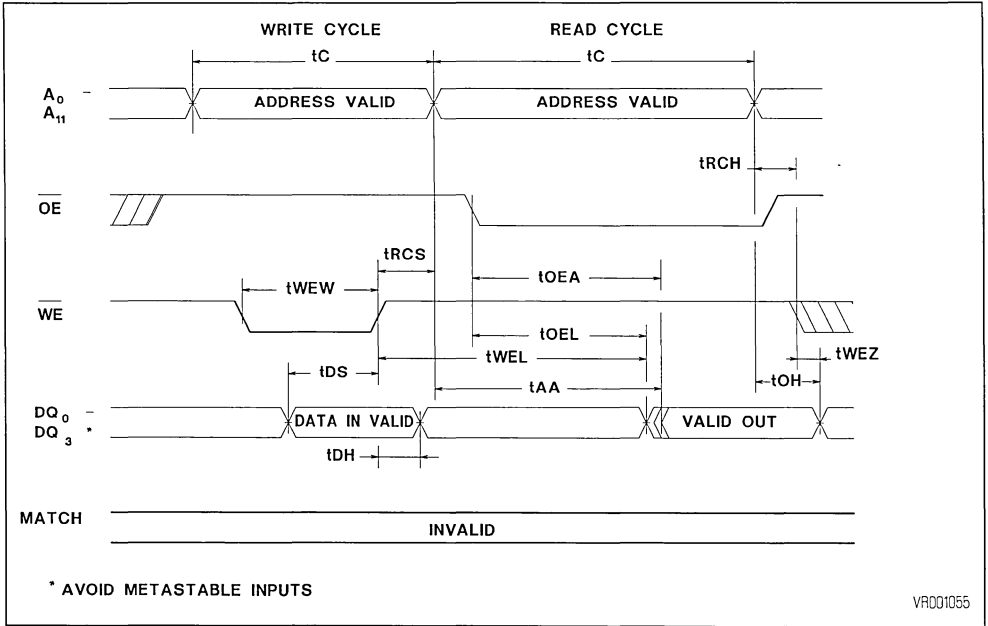 WRITE CYCLE
READ CYCLE
tC
tC
A0 –
A11
ADDRESS VALID
ADDRESS VALID
tRCH
OE
tRCS
tWEW
tOEA
WE
tOEL
tWEL
tWEZ
tDS
tAA
tOH
DQ0 –
DQ3 *
DATA IN VALID
VALID OUT
tDH
MATCH
INVALID
* AVOID METASTABLE INPUTS
VR001055